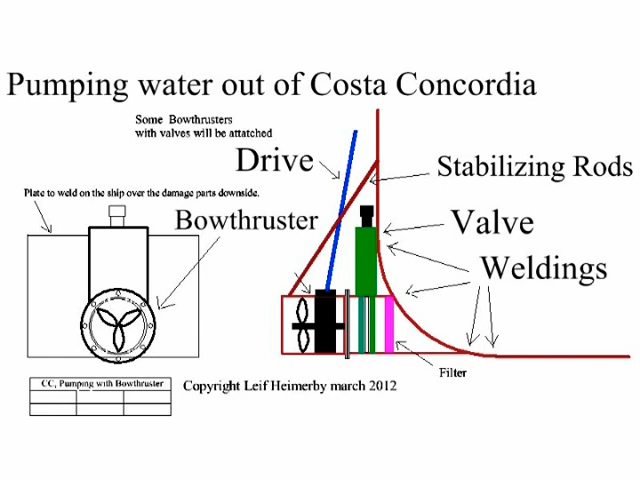 Pumping water out of Costa Concordia
Some Bowthrusters
with valves will be attatched
Drive
Stabilizing Rods
Plate to weld on the ship over the damage parts downside.
Bowthruster
Valve
Weldings
Filter
CC, Pumping with Bowthruster
Copyright Leif Heimerby march 2012